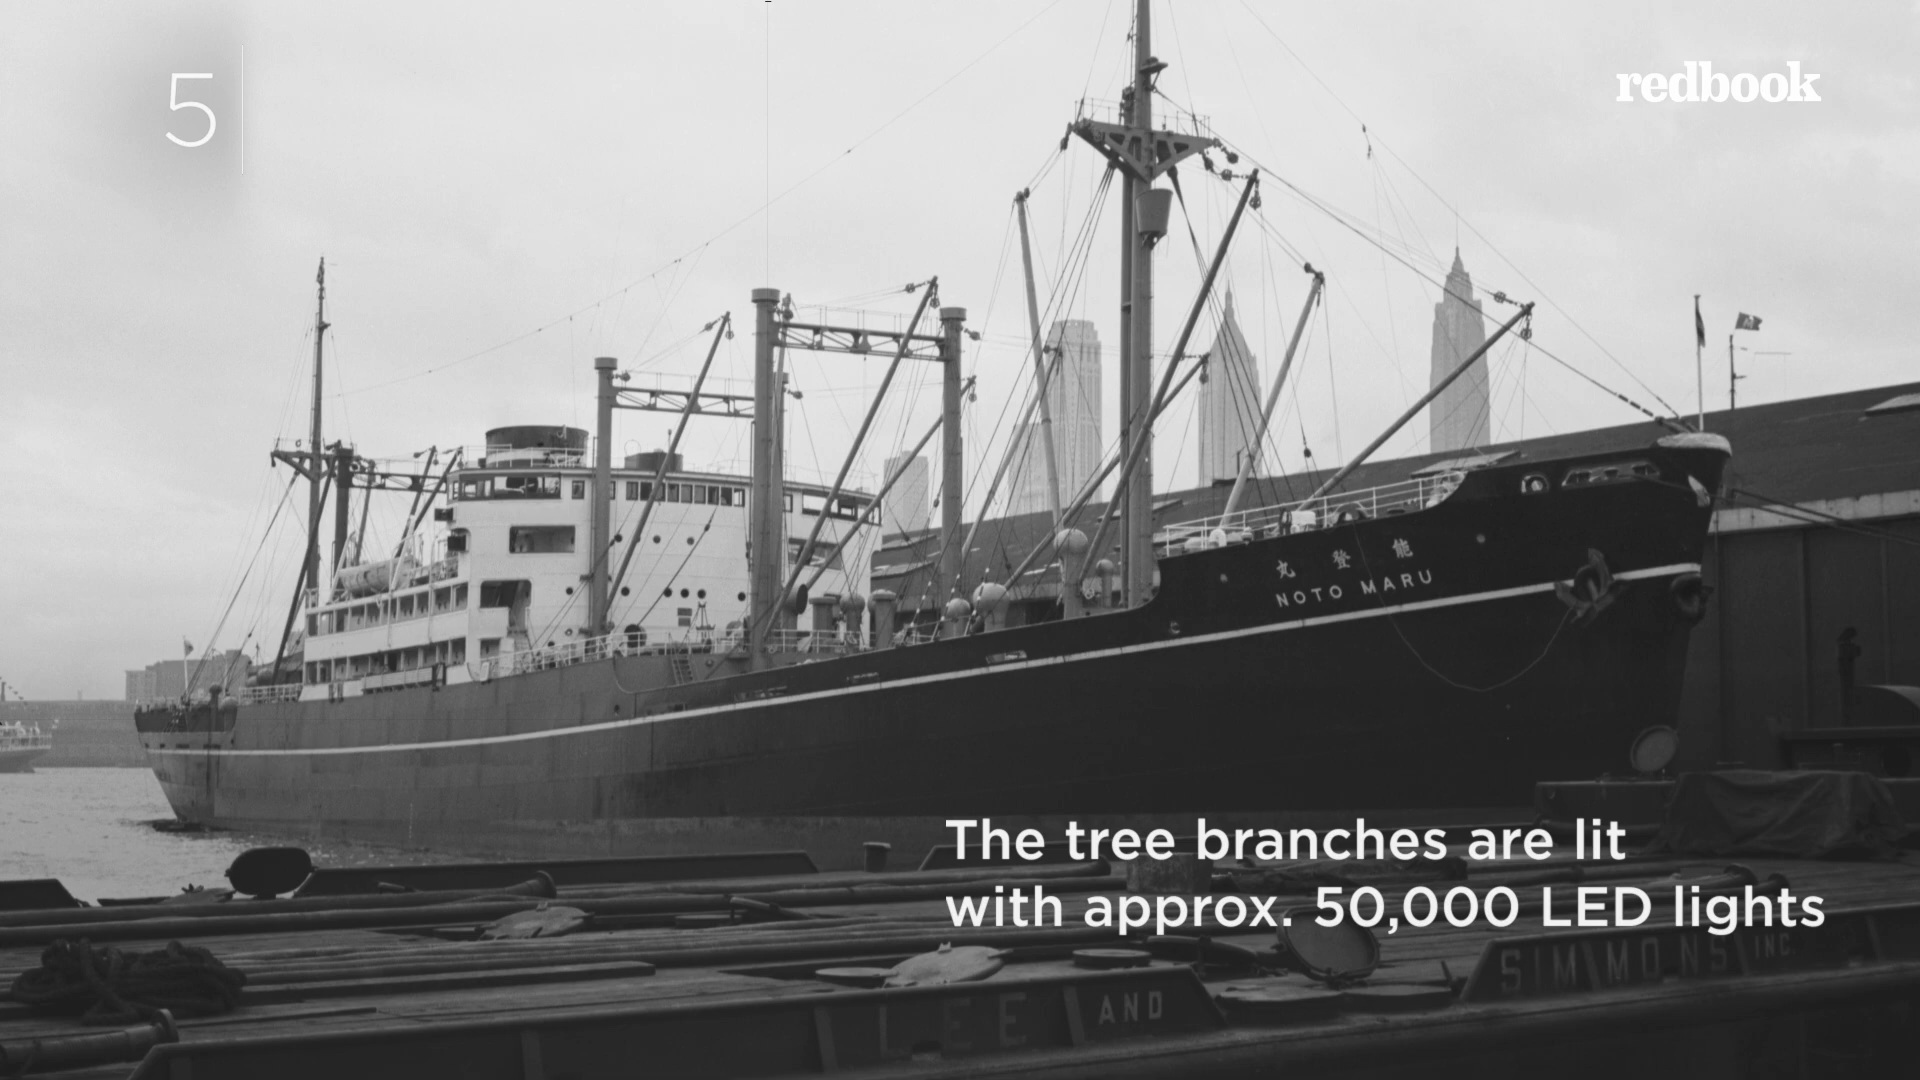 5
redbook
丸 登 能
NOTO MARU
The tree branches are lit
with approx. 50,000 LED lights
SIMMONS INC.
LEE AND